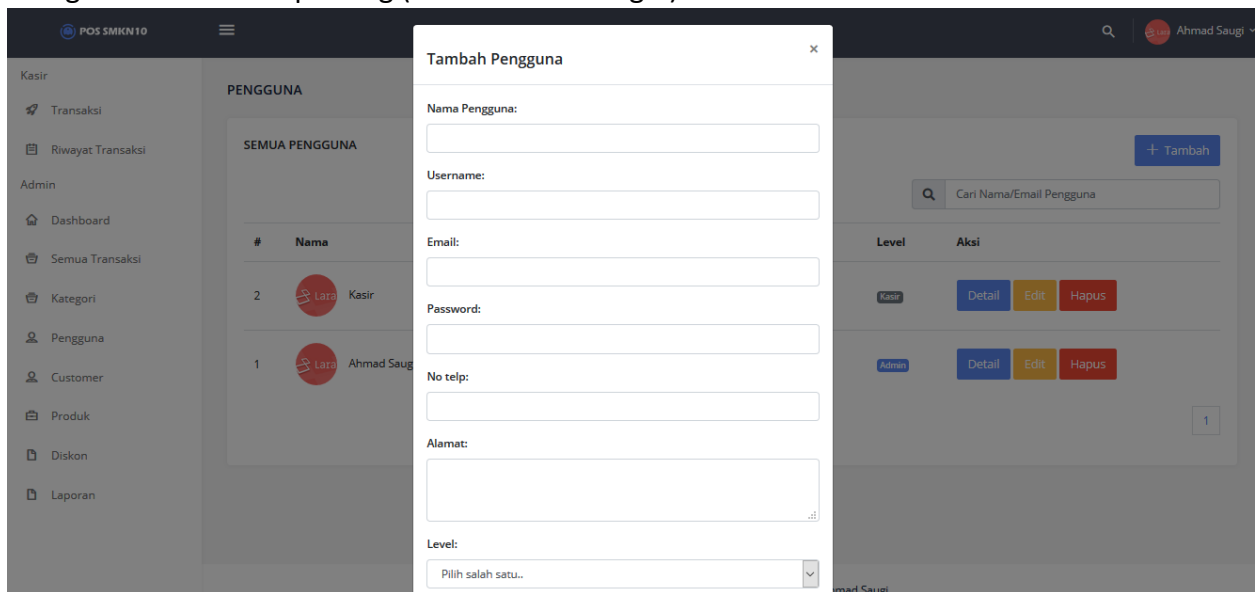 POS SMKN10
Ahmad Saugi
Kasir
Transaksi
Riwayat Transaksi
Admin
Dashboard
Semua Transaksi
Kategori
Pengguna
Customer
Produk
Diskon
Laporan
PENGGUNA
SEMUA PENGGUNA
+ Tambah
Cari Nama/Email Pengguna
# Nama Level Aksi
2 Lara Kasir Kasir Detail Edit Hapus
1 Lara Ahmad Saug Admin Detail Edit Hapus
1
Tambah Pengguna ×
Nama Pengguna:
Username:
Email:
Password:
No telp:
Alamat:
Level:
Pilih salah satu..